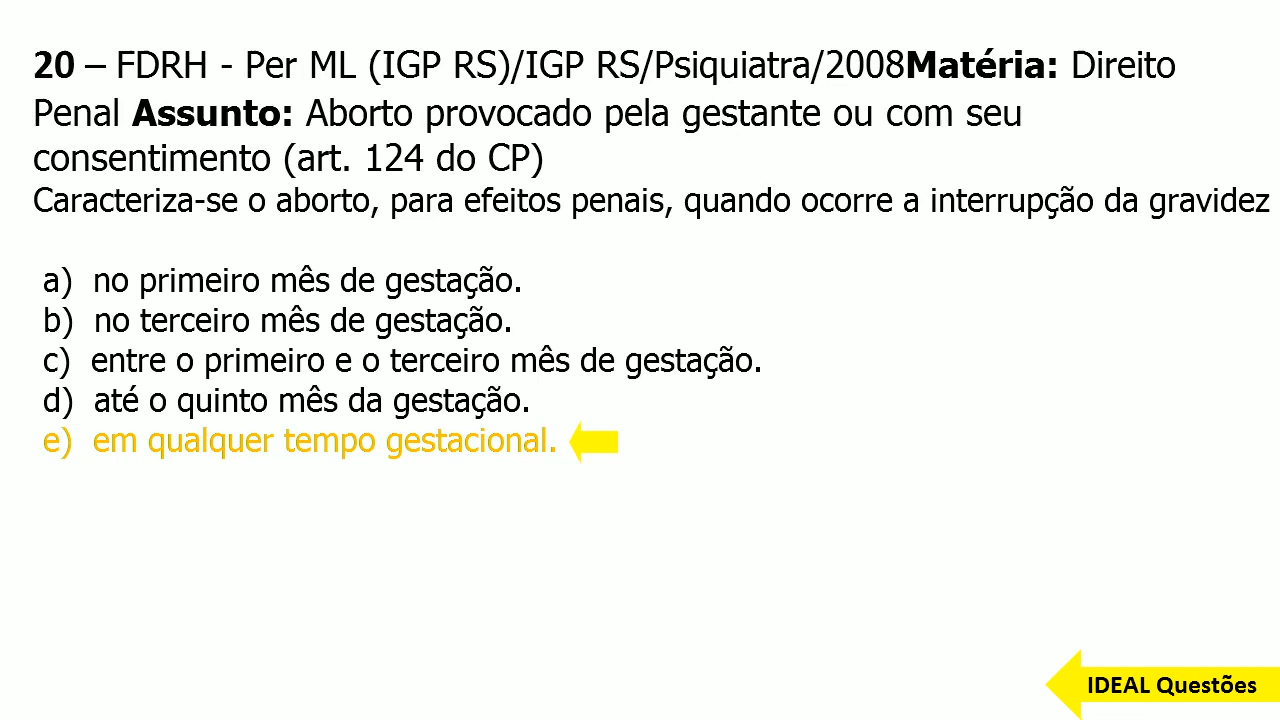 20 – FDRH - Per ML (IGP RS)/IGP RS/Psiquiatra/2008Matéria: Direito
Penal Assunto: Aborto provocado pela gestante ou com seu
consentimento (art. 124 do CP)
Caracteriza-se o aborto, para efeitos penais, quando ocorre a interrupção da gravidez
a) no primeiro mês de gestação.
b) no terceiro mês de gestação.
c) entre o primeiro e o terceiro mês de gestação.
d) até o quinto mês da gestação.
e) em qualquer tempo gestacional.
IDEAL Questões